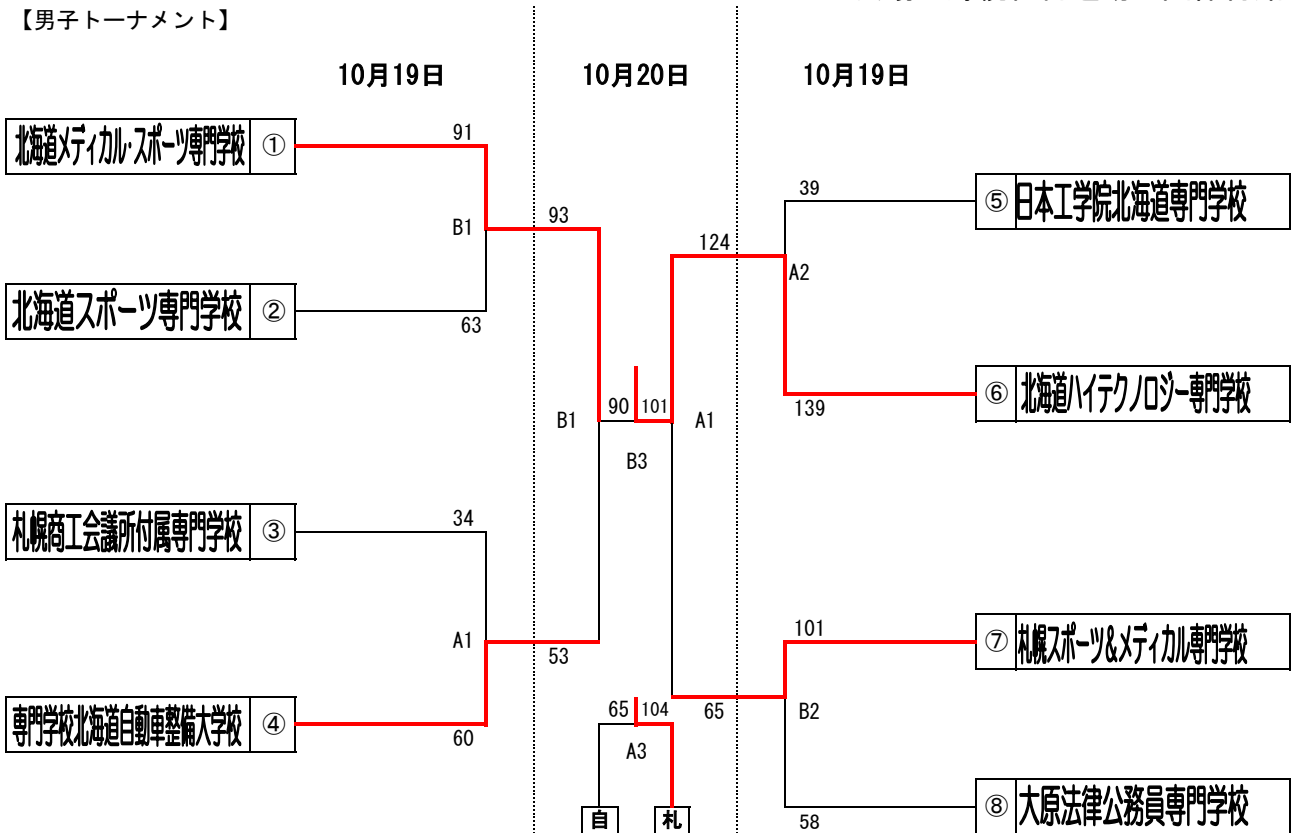 【男子トーナメント】
10月19日
10月20日
10月19日
北海道メディカル・スポーツ専門学校 ①
91
39
⑤ 日本工学院北海道専門学校
93
B1
124
A2
北海道スポーツ専門学校 ②
63
⑥ 北海道ハイテクノロジー専門学校
139
90 101
B1
A1
B3
札幌商工会議所付属専門学校 ③
34
101
⑦ 札幌スポーツ&メディカル専門学校
A1
53
専門学校北海道自動車整備大学校 ④
60
65 104
65
B2
A3
自
札
58
⑧ 大原法律公務員専門学校